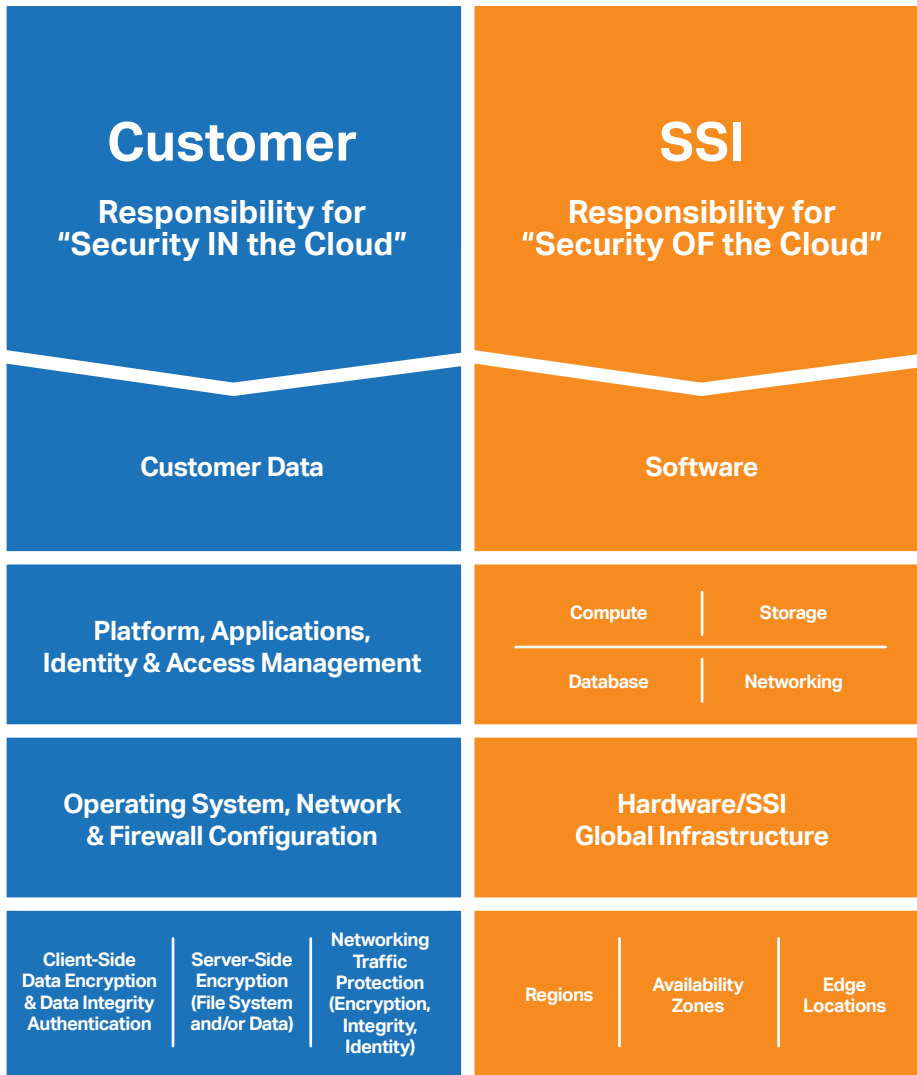 Customer
Responsibility for
“Security IN the Cloud”
Customer Data
Platform, Applications,
Identity & Access Management
Operating System, Network
& Firewall Configuration
Client-Side
Data Encryption
& Data Integrity
Authentication
Server-Side
Encryption
(File System
and/or Data)
Networking
Traffic
Protection
(Encryption,
Integrity,
Identity)
SSI
Responsibility for
“Security OF the Cloud”
Software
Compute
Storage
Database
Networking
Hardware/SSI
Global Infrastructure
Regions
Availability
Zones
Edge
Locations